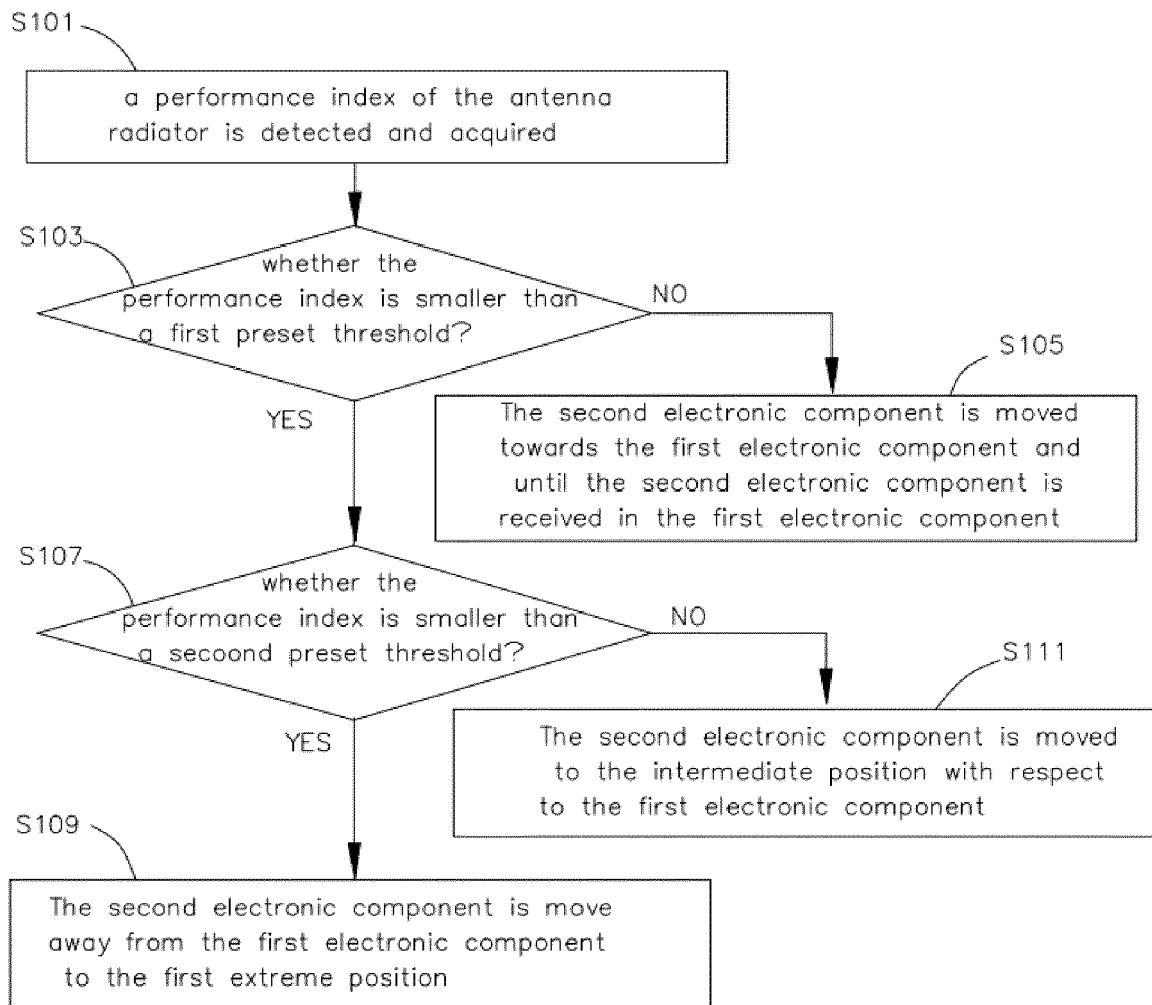 S101
a performance index of the antenna
radiator is detected and acquired
S103
whether the
performance index is smaller than
a first preset threshold?
NO
S105
YES
The second electronic component is moved
towards the first electronic component and
until the second electronic component is
received in the first electronic component
S107
whether the
performance index is smaller than
a secoond preset threshold?
NO
S111
YES
The second electronic component is moved
to the intermediate position with respect
to the first electronic component
S109
The second electronic component is move
away from the first electronic component
to the first extreme position